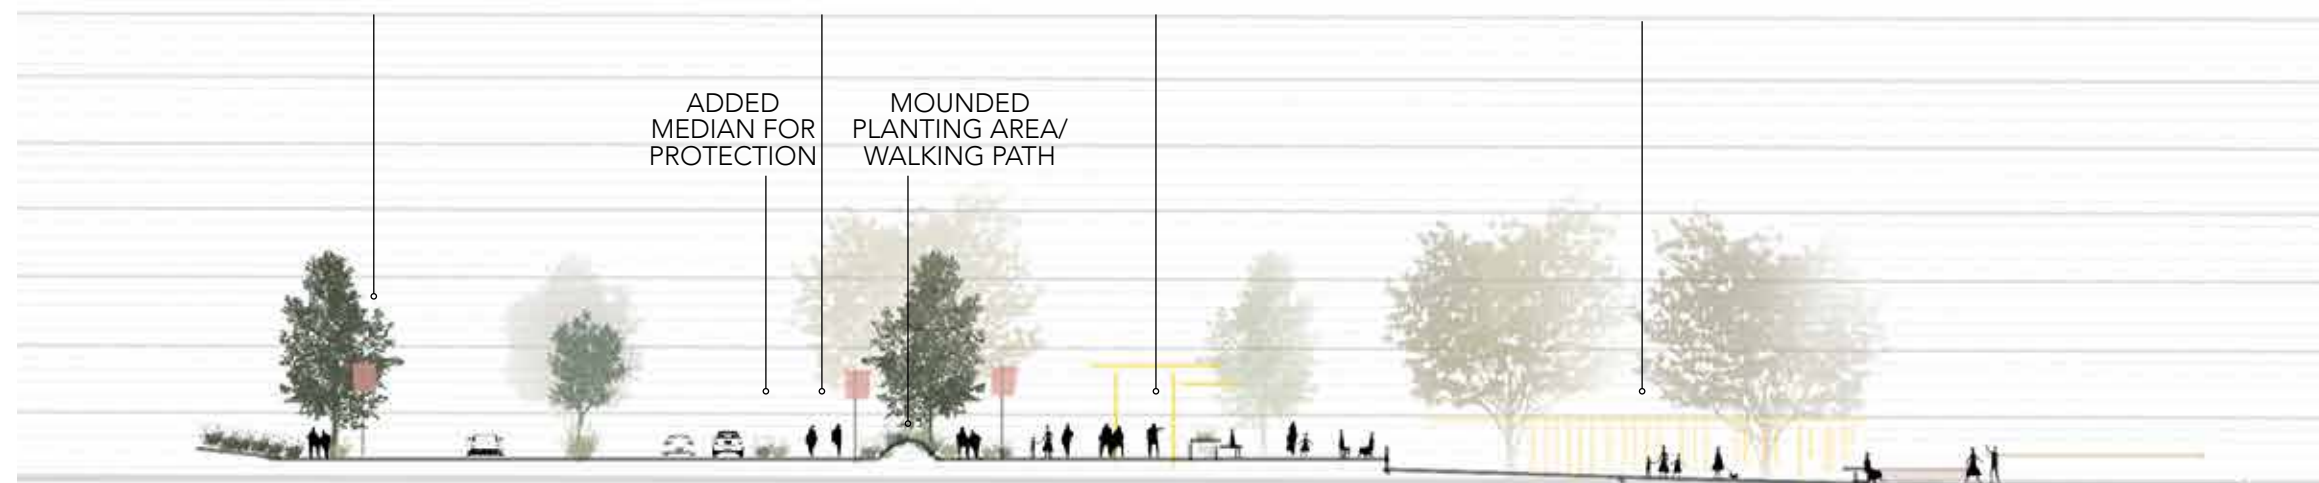 ADDED
MEDIAN FOR
PROTECTION
MOUNDED
PLANTING AREA/
WALKING PATH